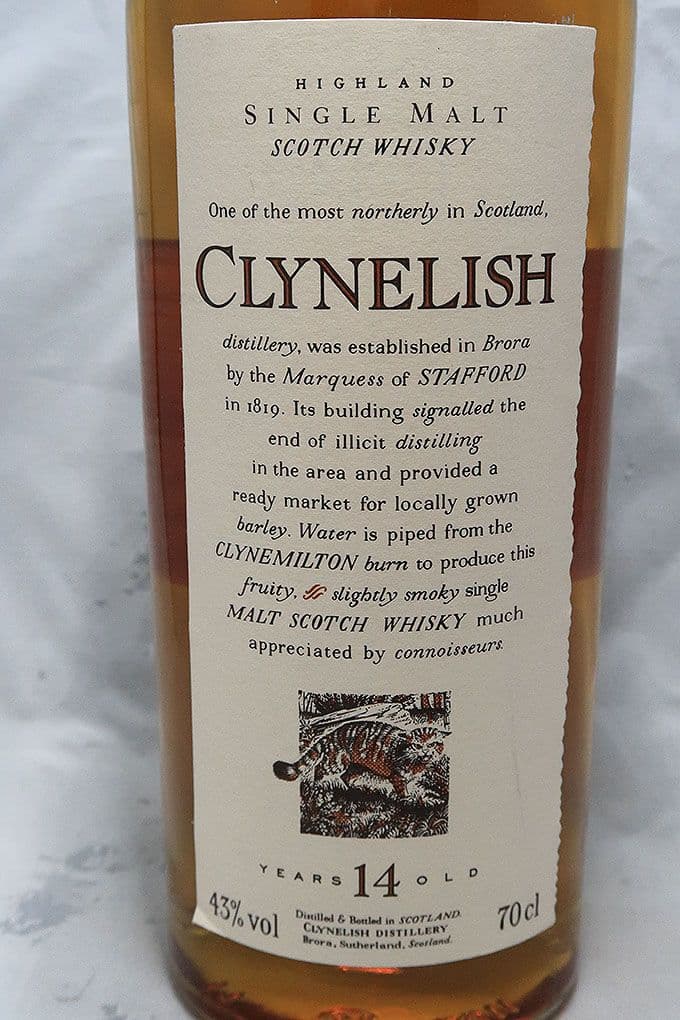 HIGHLAND
SINGLE MALT
SCOTCH WHISKY
One of the most northerly in Scotland,
CLYNELISH
distillery, was established in Brora
by the Marquess of STAFFORD
in 1819. Its building signalled the
end of illicit distilling
in the area and provided a
ready market for locally grown
barley. Water is piped from the
CLYNEMILTON burn to produce this
fruity, slightly smoky single
MALT SCOTCH WHISKY much
appreciated by connoisseurs.
YEARS 14 OLD
43% vol
Distilled & Bottled in SCOTLAND.
CLYNELISH DISTILLERY
Brora, Sutherland, Scotland.
70 cl